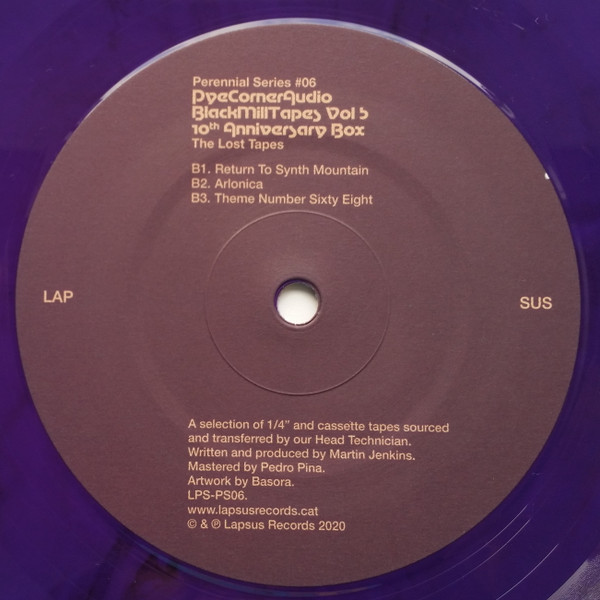 Perennial Series #06
PyeCornerAudio
BlackMillTapes Vol 5
10th Anniversary Box
The Lost Tapes
B1. Return To Synth Mountain
B2. Arlonica
B3. Theme Number Sixty Eight
LAP
SUS
A selection of 1/4” and cassette tapes sourced
and transferred by our Head Technician.
Written and produced by Martin Jenkins.
Mastered by Pedro Pina.
Artwork by Basora.
LPS-PS06.
www.lapsusrecords.cat
© & ℗ Lapsus Records 2020